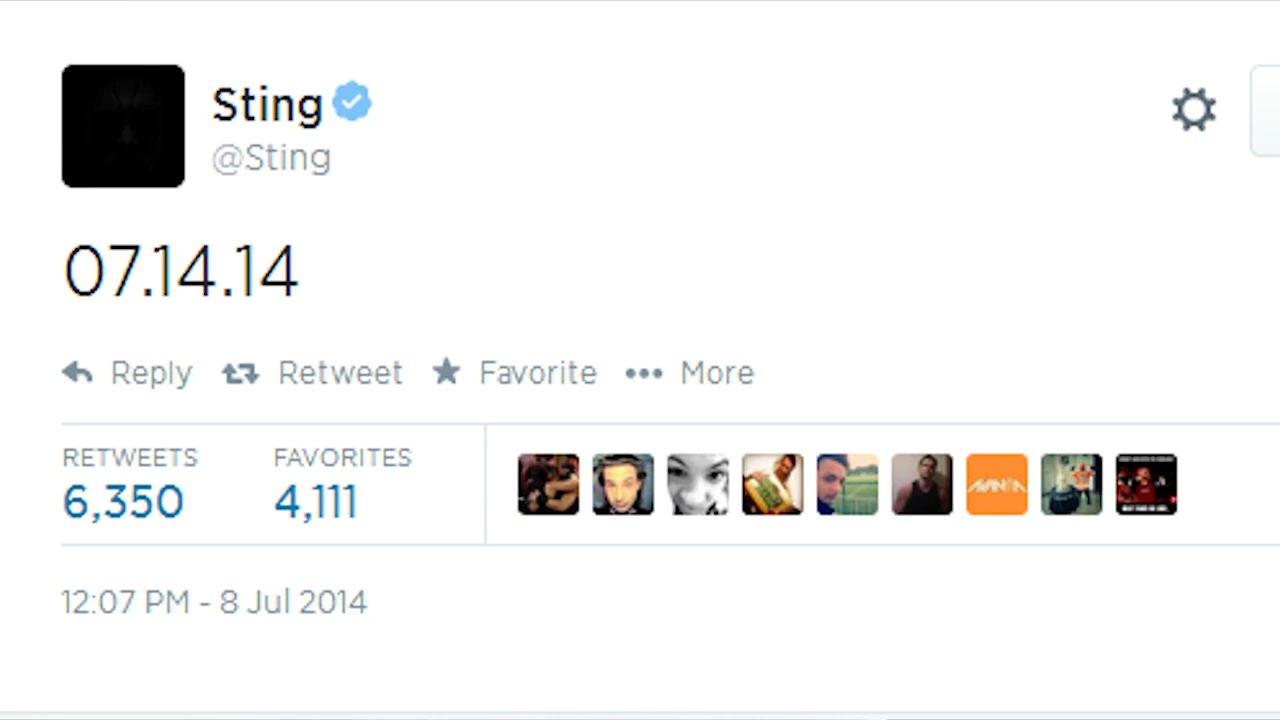 Sting
@Sting
07.14.14
Reply Retweet Favorite More
RETWEETS FAVORITES
6,350 4,111
12:07 PM - 8 Jul 2014